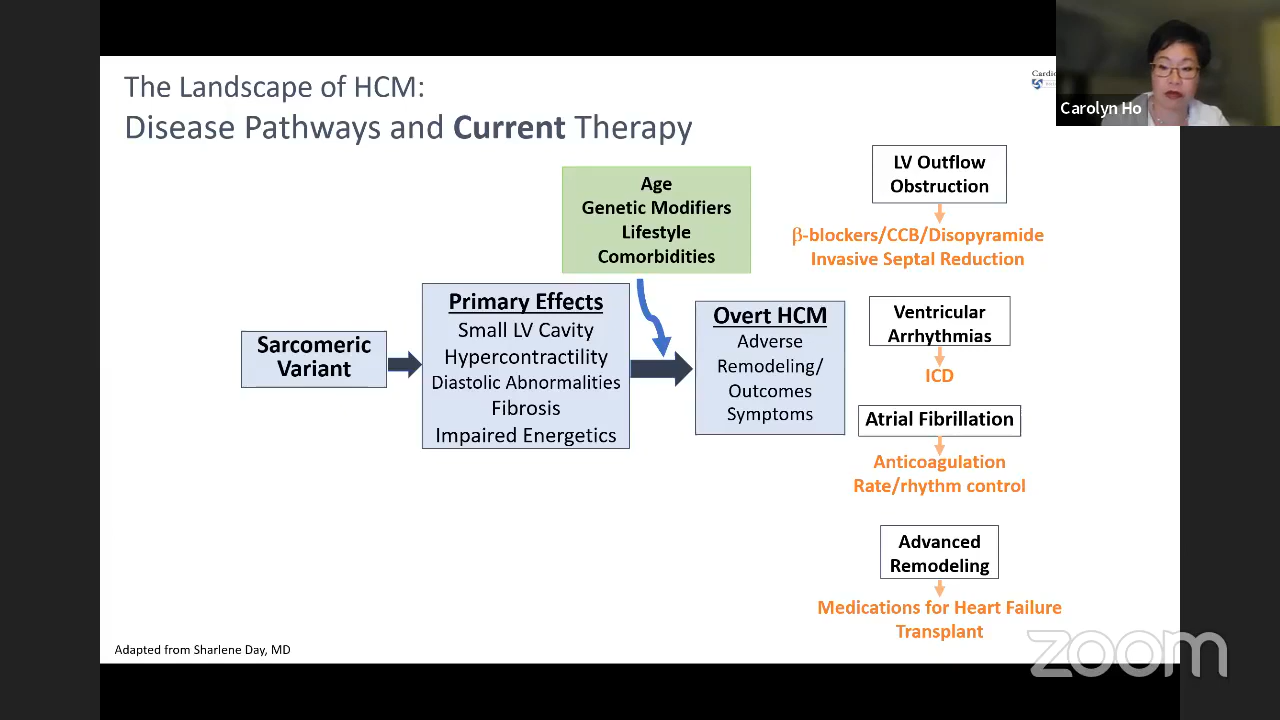 The Landscape of HCM:
Disease Pathways and Current Therapy
Carolyn Ho
Age
Genetic Modifiers
Lifestyle
Comorbidities
Sarcomeric
Variant
Primary Effects
Small LV Cavity
Hypercontractility
Diastolic Abnormalities
Fibrosis
Impaired Energetics
Overt HCM
Adverse
Remodeling/
Outcomes
Symptoms
LV Outflow
Obstruction
β-blockers/CCB/Disopyramide
Invasive Septal Reduction
Ventricular
Arrhythmias
ICD
Atrial Fibrillation
Anticoagulation
Rate/rhythm control
Advanced
Remodeling
Medications for Heart Failure
Transplant
Adapted from Sharlene Day, MD
zoom